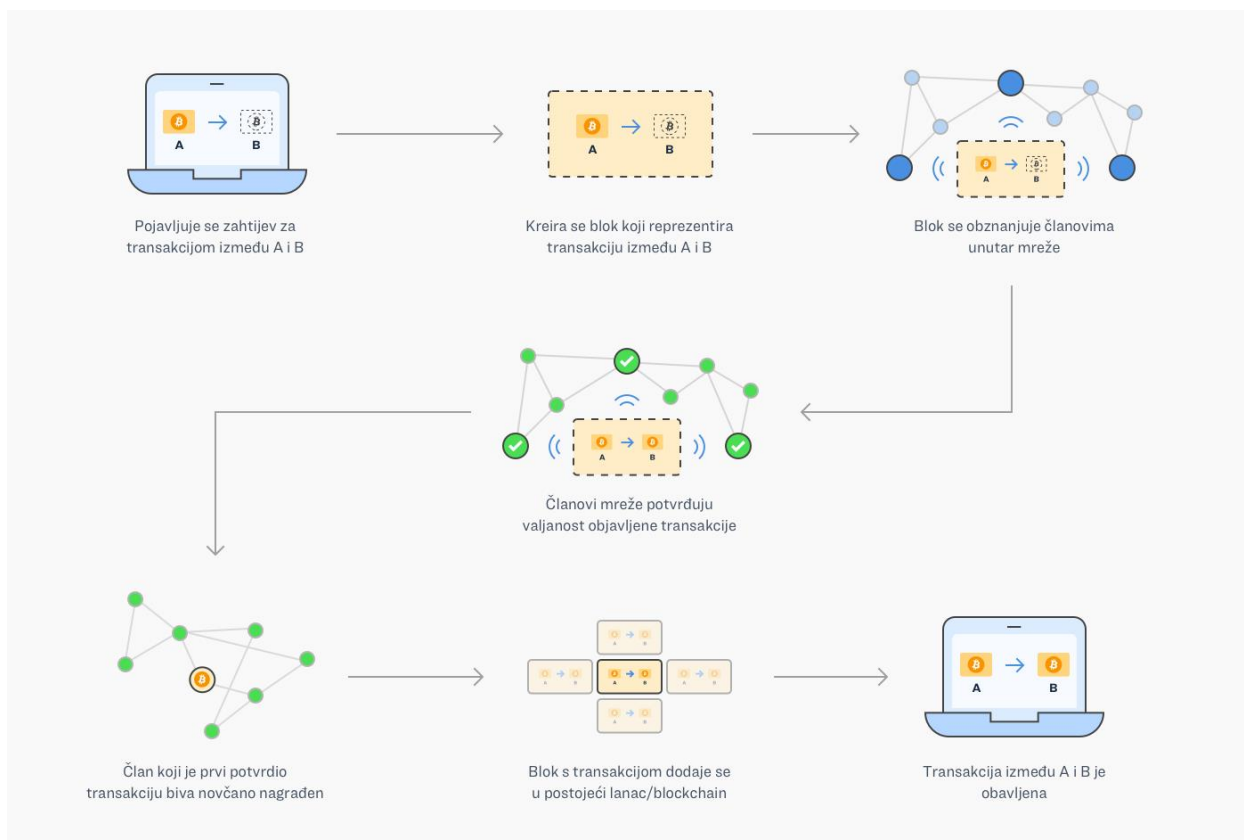 A B
Pojavljuje se zahtijev za
transakcijom između A i B
A B
Kreira se blok koji reprezentira
transakciju između A i B
A B
Blok se obznanjuje članovima
unutar mreže
A B
Članovi mreže potvrđuju
valjanost objavljene transakcije
Član koji je prvi potvrdio
transakciju biva novčano nagrađen
A B
Blok s transakcijom dodaje se
u postojeći lanac/blockchain
A B
Transakcija između A i B je
obavljena